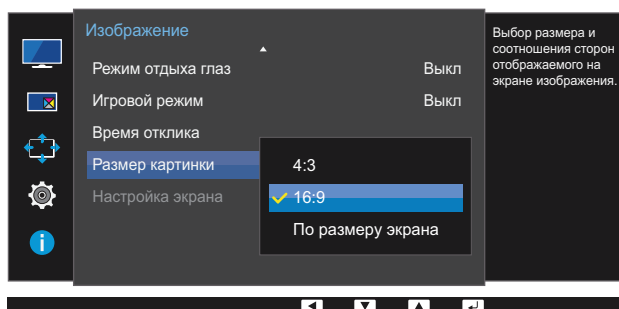 Изображение
Режим отдыха глаз Выкл
Игровой режим Выкл
Время отклика
Размер картинки
Настройка экрана
4:3
16:9
По размеру экрана
Выбор размера и
соотношения сторон
отображаемого на
экране изображения.